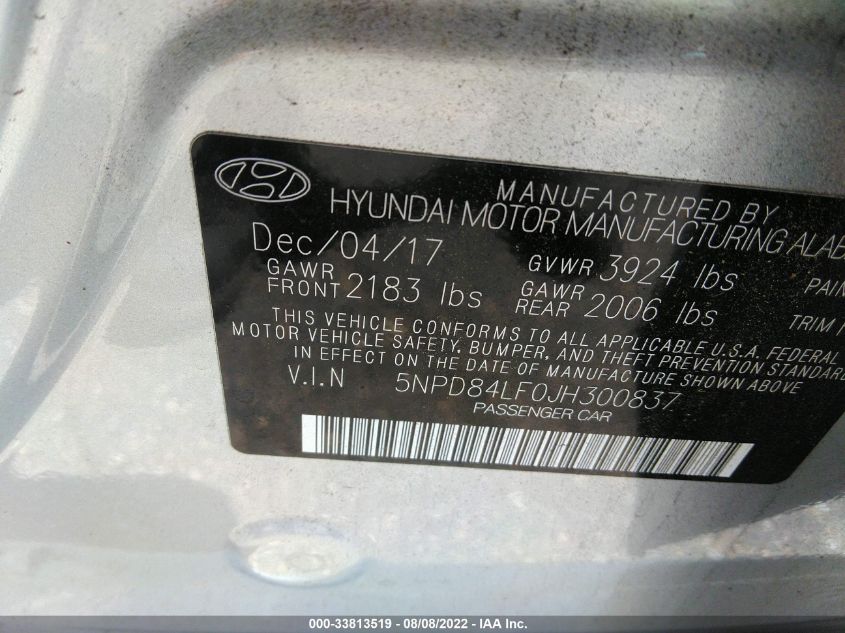 MANUFACTURED BY
HYUNDAI MOTOR MANUFACTURING ALAB
Dec/04/17 GVWR 3924 lbs PAIN
GAWR FRONT 2183 lbs GAWR REAR 2006 lbs TRIM
THIS VEHICLE CONFORMS TO ALL APPLICABLE U.S.A. FEDERAL
MOTOR VEHICLE SAFETY, BUMPER, AND THEFT PREVENTION STANDA
IN EFFECT ON THE DATE OF MANUFACTURE SHOWN ABOVE
V.I.N 5NPD84LF0JH300837
PASSENGER CAR
000-33813519 - 08/08/2022 - IAA Inc.